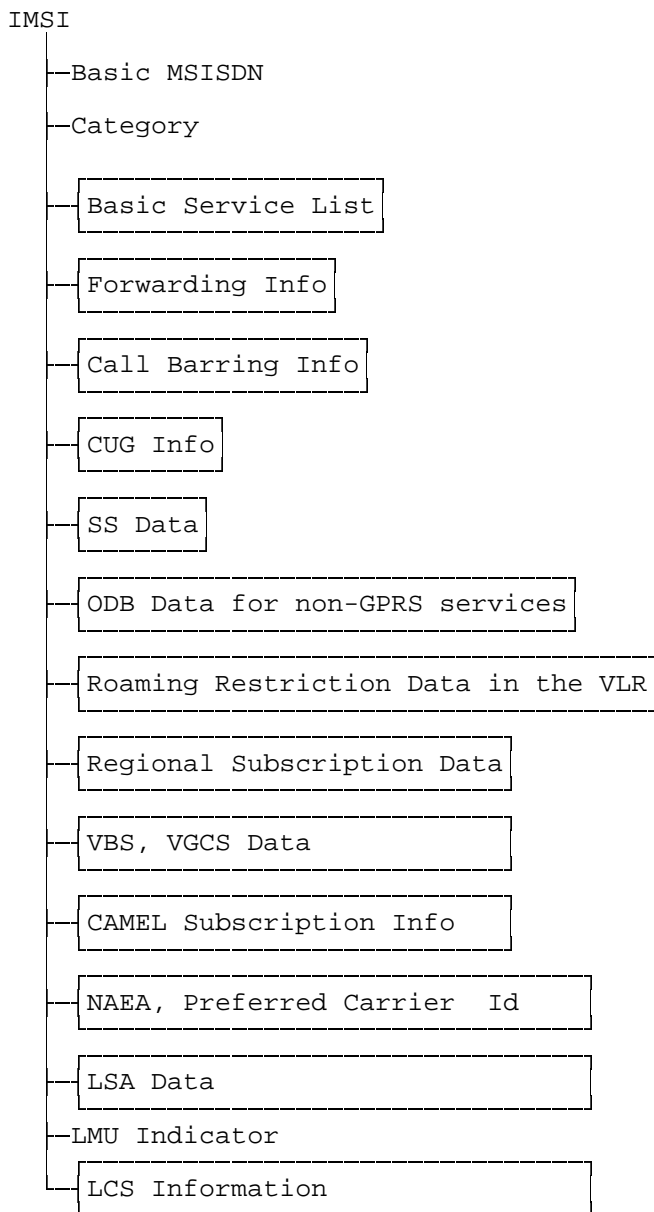 IMSI
Basic MSISDN
Category
Basic Service List
Forwarding Info
Call Barring Info
CUG Info
SS Data
ODB Data for non-GPRS services
Roaming Restriction Data in the VLR
Regional Subscription Data
VBS, VGCS Data
CAMEL Subscription Info
NAEA, Preferred Carrier  Id
LSA Data
LMU Indicator
LCS Information